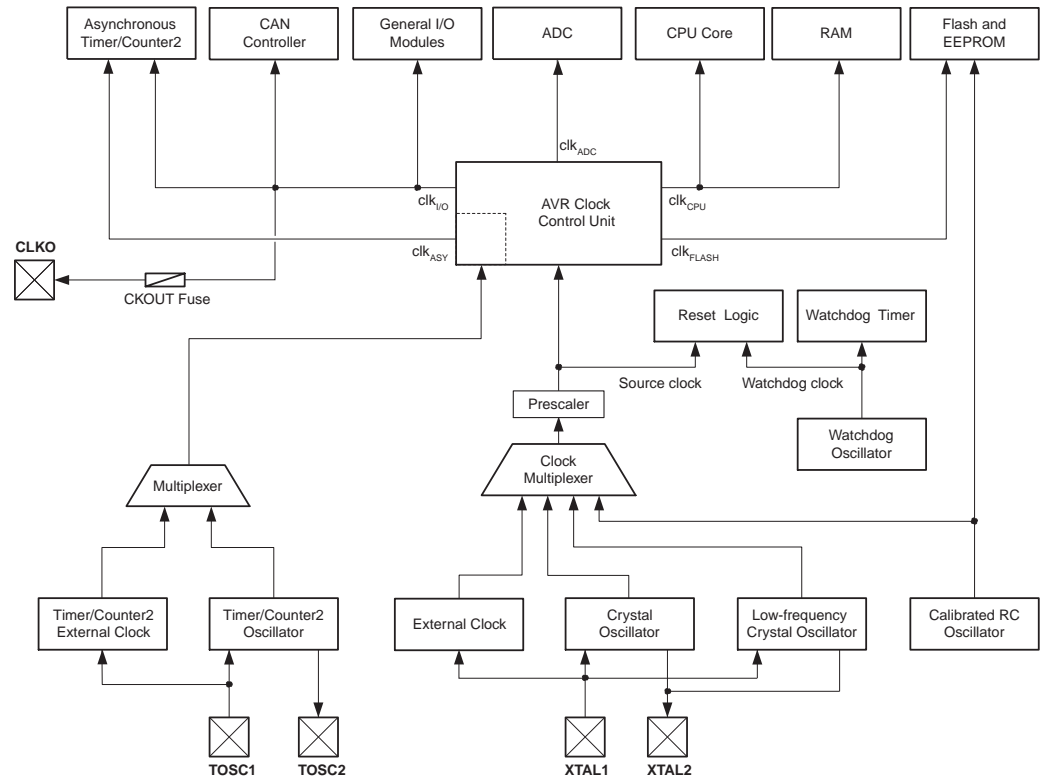 Asynchronous
Timer/Counter2
CAN
Controller
General I/O
Modules
ADC
CPU Core
RAM
Flash and
EEPROM
clkADC
clkI/O
AVR Clock
Control Unit
clkCPU
clkASY
clkFLASH
CLKO
CKOUT Fuse
Reset Logic
Watchdog Timer
Source clock
Watchdog clock
Prescaler
Watchdog
Oscillator
Clock
Multiplexer
Multiplexer
Timer/Counter2
External Clock
Timer/Counter2
Oscillator
External Clock
Crystal
Oscillator
Low-frequency
Crystal Oscillator
Calibrated RC
Oscillator
TOSC1
TOSC2
XTAL1
XTAL2